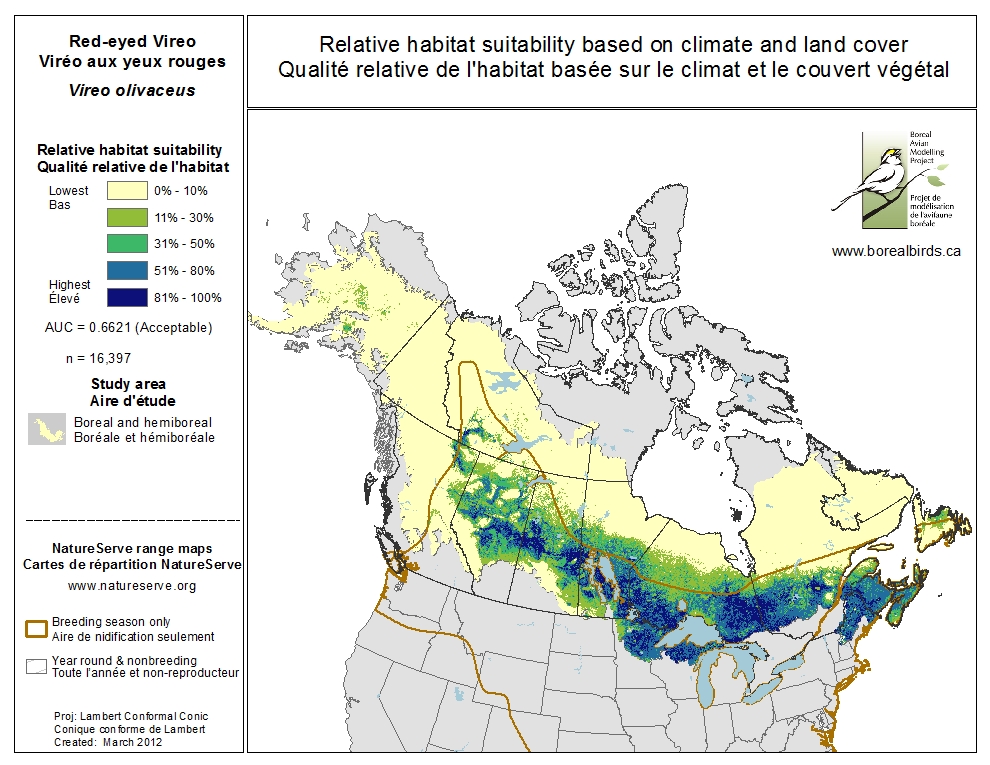 Red-eyed Vireo
Viréo aux yeux rouges
Vireo olivaceus
Relative habitat suitability
Qualité relative de l'habitat
Lowest
Bas
0% - 10%
11% - 30%
31% - 50%
51% - 80%
Highest
Élevé
81% - 100%
AUC = 0.6621 (Acceptable)
n = 16,397
Study area
Aire d'étude
Boreal and hemiboreal
Boréale et hémiboréale
NatureServe range maps
Cartes de répartition NatureServe
www.natureserve.org
Breeding season only
Aire de nidification seulement
Year round & nonbreeding
Toute l'année et non-reproducteur
Proj: Lambert Conformal Conic
Conique conforme de Lambert
Created: March 2012
Relative habitat suitability based on climate and land cover
Qualité relative de l'habitat basée sur le climat et le couvert végétal
Boreal
Avian
Modelling
Project
Projet de
modélisation
de l'avifaune
boréale
www.borealbirds.ca